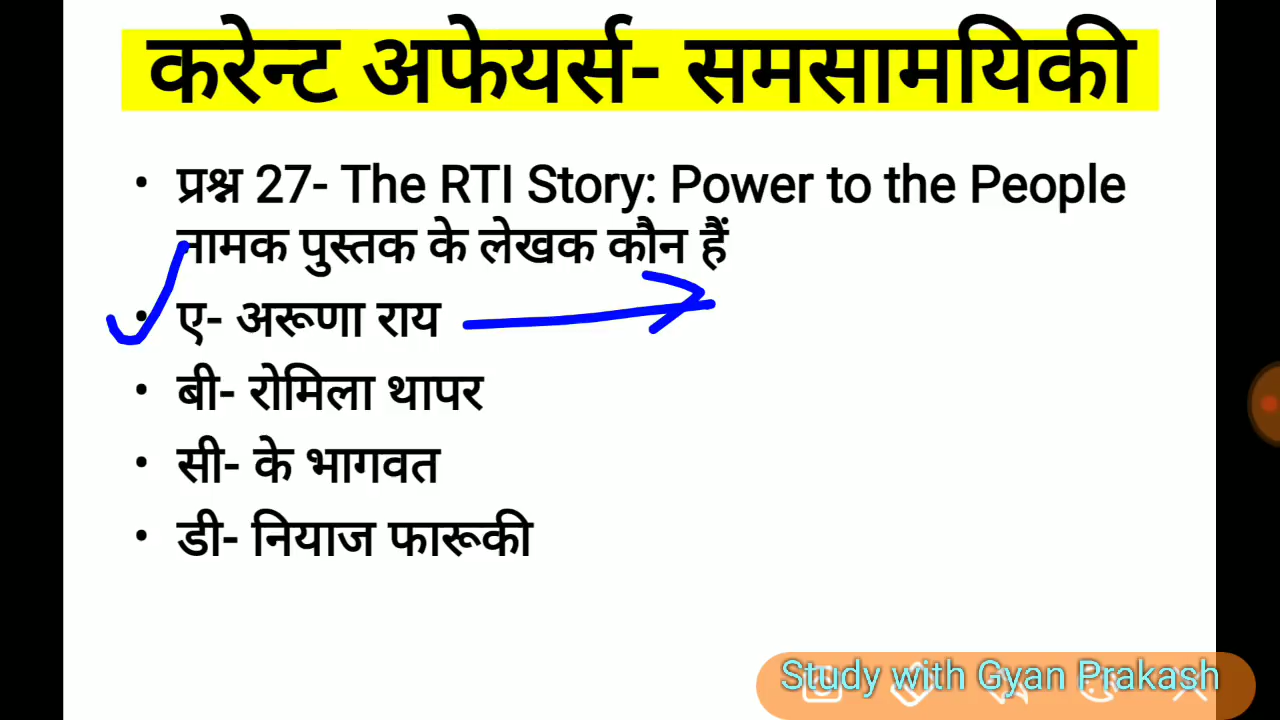 करेन्ट अफेयर्स- समसामयिकी
• प्रश्न 27- The RTI Story: Power to the People
नामक पुस्तक के लेखक कौन हैं
• ए- अरूणा राय
• बी- रोमिला थापर
• सी- के भागवत
• डी- नियाज फारूकी
Study with Gyan Prakash